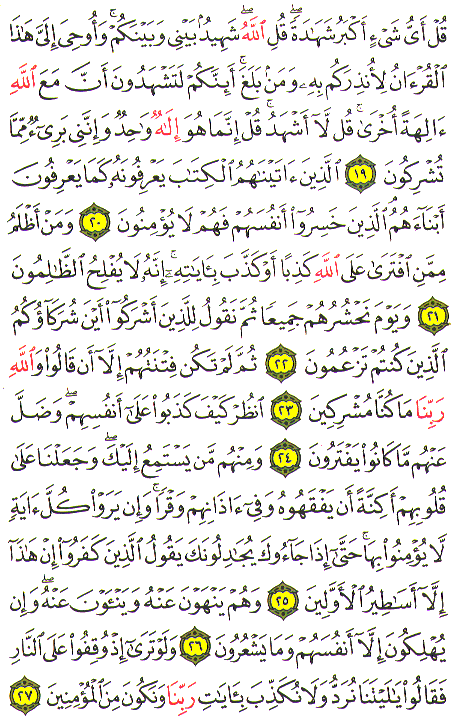 قُلْ أَىُّ شَىْءٍ أَكْبَرُ شَهَٰدَةً ۖ قُلِ ٱللَّهُ ۖ شَهِيدٌۢ بَيْنِى وَبَيْنَكُمْ ۚ وَأُوحِىَ إِلَىَّ هَٰذَا
ٱلْقُرْءَانُ لِأُنذِرَكُم بِهِۦ وَمَنۢ بَلَغَ ۚ أَئِنَّكُمْ لَتَشْهَدُونَ أَنَّ مَعَ ٱللَّهِ
ءَالِهَةً أُخْرَىٰ ۚ قُل لَّآ أَشْهَدُ ۚ قُلْ إِنَّمَا هُوَ إِلَٰهٌ وَٰحِدٌ وَإِنَّنِى بَرِىٓءٌ مِّمَّا
تُشْرِكُونَ ١٩ ٱلَّذِينَ ءَاتَيْنَٰهُمُ ٱلْكِتَٰبَ يَعْرِفُونَهُۥ كَمَا يَعْرِفُونَ
أَبْنَآءَهُمُ ۘ ٱلَّذِينَ خَسِرُوٓا۟ أَنفُسَهُمْ فَهُمْ لَا يُؤْمِنُونَ ٢٠ وَمَنْ أَظْلَمُ
مِمَّنِ ٱفْتَرَىٰ عَلَى ٱللَّهِ كَذِبًا أَوْ كَذَّبَ بِـَٔايَٰتِهِۦٓ ۗ إِنَّهُۥ لَا يُفْلِحُ ٱلظَّٰلِمُونَ
٢١ وَيَوْمَ نَحْشُرُهُمْ جَمِيعًا ثُمَّ نَقُولُ لِلَّذِينَ أَشْرَكُوٓا۟ أَيْنَ شُرَكَآؤُكُمُ
ٱلَّذِينَ كُنتُمْ تَزْعُمُونَ ٢٢ ثُمَّ لَمْ تَكُن فِتْنَتُهُمْ إِلَّآ أَن قَالُوا۟ وَٱللَّهِ
رَبِّنَا مَا كُنَّا مُشْرِكِينَ ٢٣ ٱنظُرْ كَيْفَ كَذَبُوا۟ عَلَىٰٓ أَنفُسِهِمْ ۚ وَضَلَّ
عَنْهُم مَّا كَانُوا۟ يَفْتَرُونَ ٢٤ وَمِنْهُم مَّن يَسْتَمِعُ إِلَيْكَ ۖ وَجَعَلْنَا عَلَىٰ
قُلُوبِهِمْ أَكِنَّةً أَن يَفْقَهُوهُ وَفِىٓ ءَاذَانِهِمْ وَقْرًا ۚ وَإِن يَرَوْا۟ كُلَّ ءَايَةٍ
لَّا يُؤْمِنُوا۟ بِهَا ۚ حَتَّىٰٓ إِذَا جَآءُوكَ يُجَٰدِلُونَكَ يَقُولُ ٱلَّذِينَ كَفَرُوٓا۟ إِنْ هَٰذَآ
إِلَّآ أَسَٰطِيرُ ٱلْأَوَّلِينَ ٢٥ وَهُمْ يَنْهَوْنَ عَنْهُ وَيَنْـَٔوْنَ عَنْهُ ۖ وَإِن
يُهْلِكُونَ إِلَّآ أَنفُسَهُمْ وَمَا يَشْعُرُونَ ٢٦ وَلَوْ تَرَىٰٓ إِذْ وُقِفُوا۟ عَلَى ٱلنَّارِ
فَقَالُوا۟ يَٰلَيْتَنَا نُرَدُّ وَلَا نُكَذِّبَ بِـَٔايَٰتِ رَبِّنَا وَنَكُونَ مِنَ ٱلْمُؤْمِنِينَ ٢٧